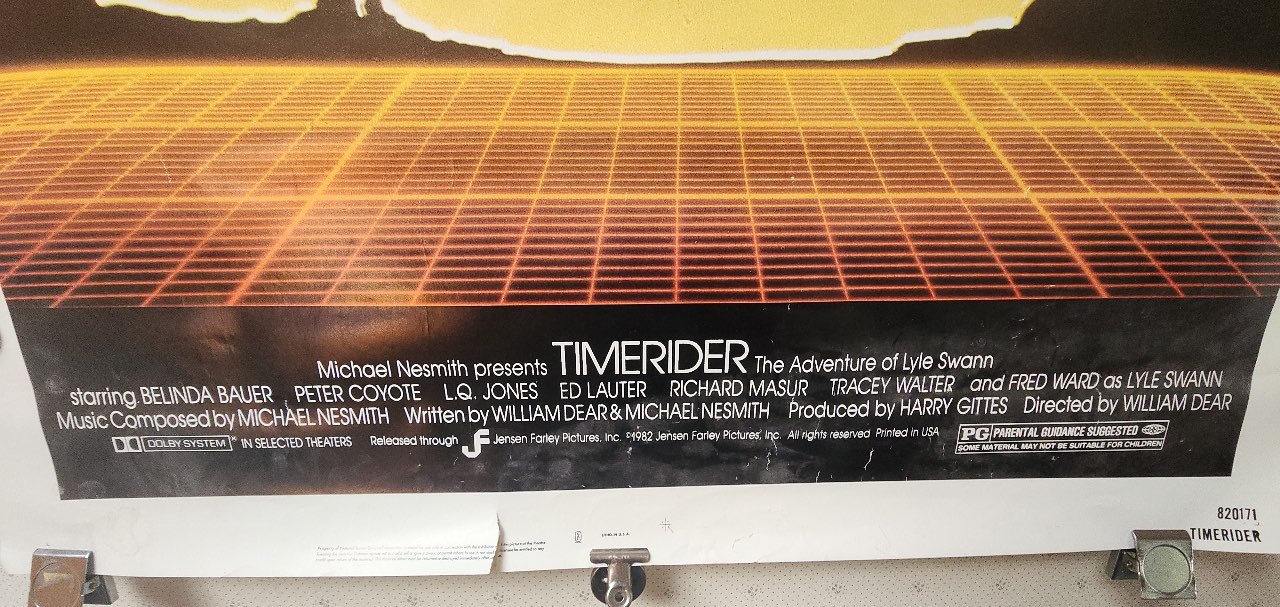 Michael Nesmith presents TIMERIDER The Adventure of Lyle Swann
starring BELINDA BAUER PETER COYOTE L.Q. JONES ED LAUTER RICHARD MASUR TRACEY WALTER and FRED WARD as LYLE SWANN
Music Composed by MICHAEL NESMITH Written by WILLIAM DEAR & MICHAEL NESMITH Produced by HARRY GITTES Directed by WILLIAM DEAR
DOLBY SYSTEM® IN SELECTED THEATERS Released through JF Jensen Farley Pictures, Inc. ©1982 Jensen Farley Pictures, Inc. All rights reserved Printed in USA
PG PARENTAL GUIDANCE SUGGESTED
SOME MATERIAL MAY NOT BE SUITABLE FOR CHILDREN
820171
TIMERIDER
LITHO. IN U.S.A.